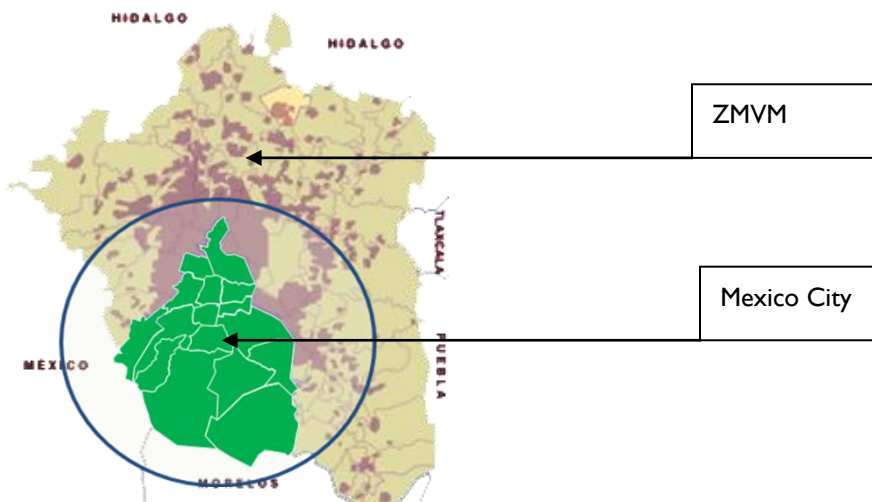 HIDALGO
HIDALGO
ZMVM
TLAXCALA
Mexico City
PUEBLA
MÉXICO
MORELOS